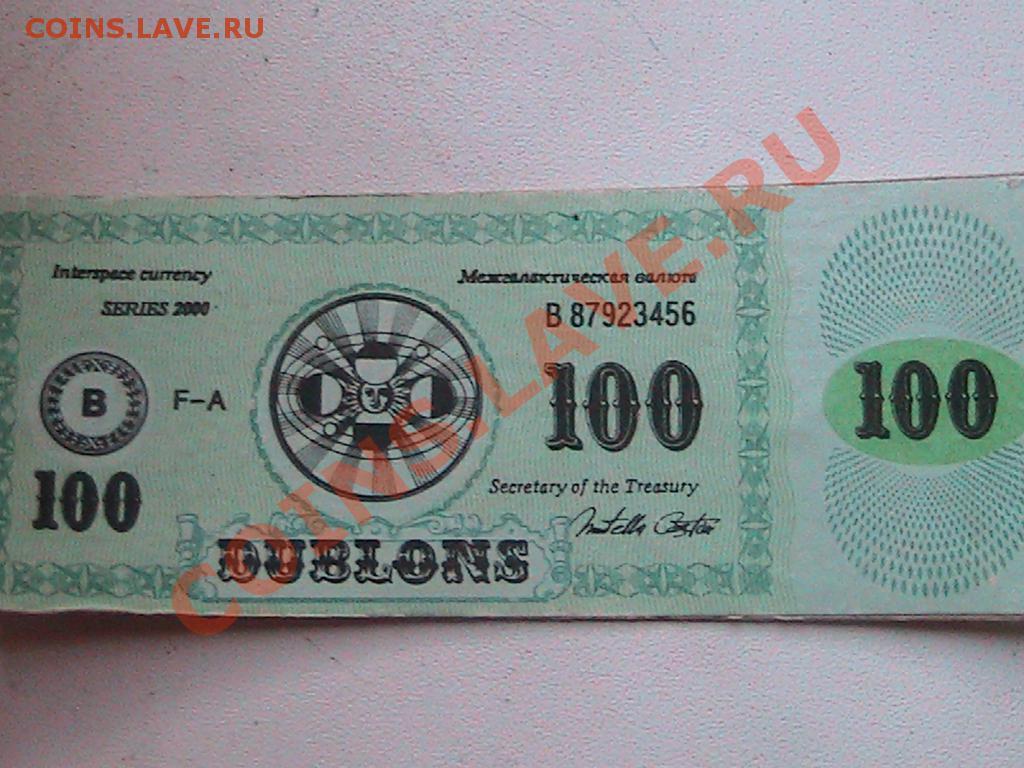 COINS.LAVE.RU
Interspace currency
Межгалактическая валюта
SERIES 2000
B 87923456
B
F-A
100
100
100
Secretary of the Treasury
DUBLONS
COINS.LAVE.RU